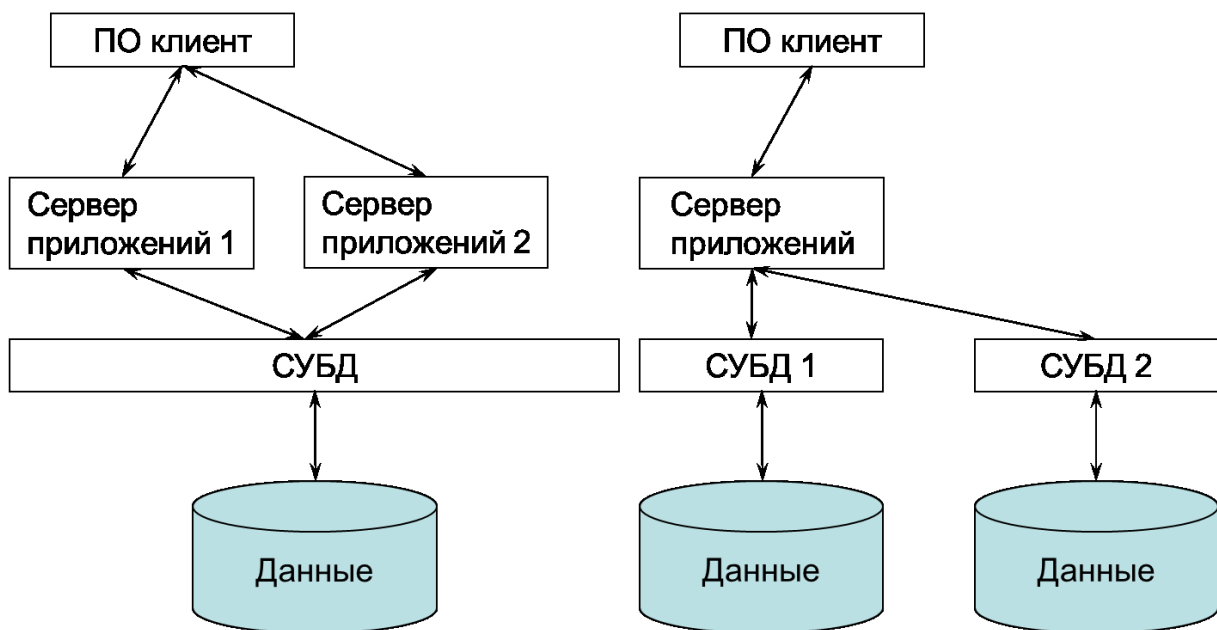 ПО клиент
ПО клиент
Сервер
приложений 1
Сервер
приложений 2
Сервер
приложений
СУБД
СУБД 1
СУБД 2
Данные
Данные
Данные